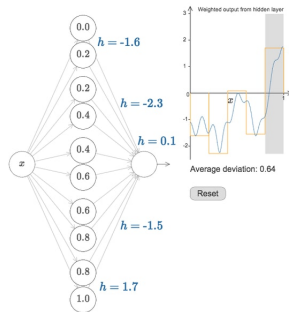 Weighted output from hidden layer
3
2
1
0
-1
-2
x
1
Average deviation: 0.64
Reset
0.0
h = -1.6
0.2
0.2
h = -2.3
0.4
h = 0.1
0.4
x
0.6
0.6
h = -1.5
0.8
0.8
h = 1.7
1.0